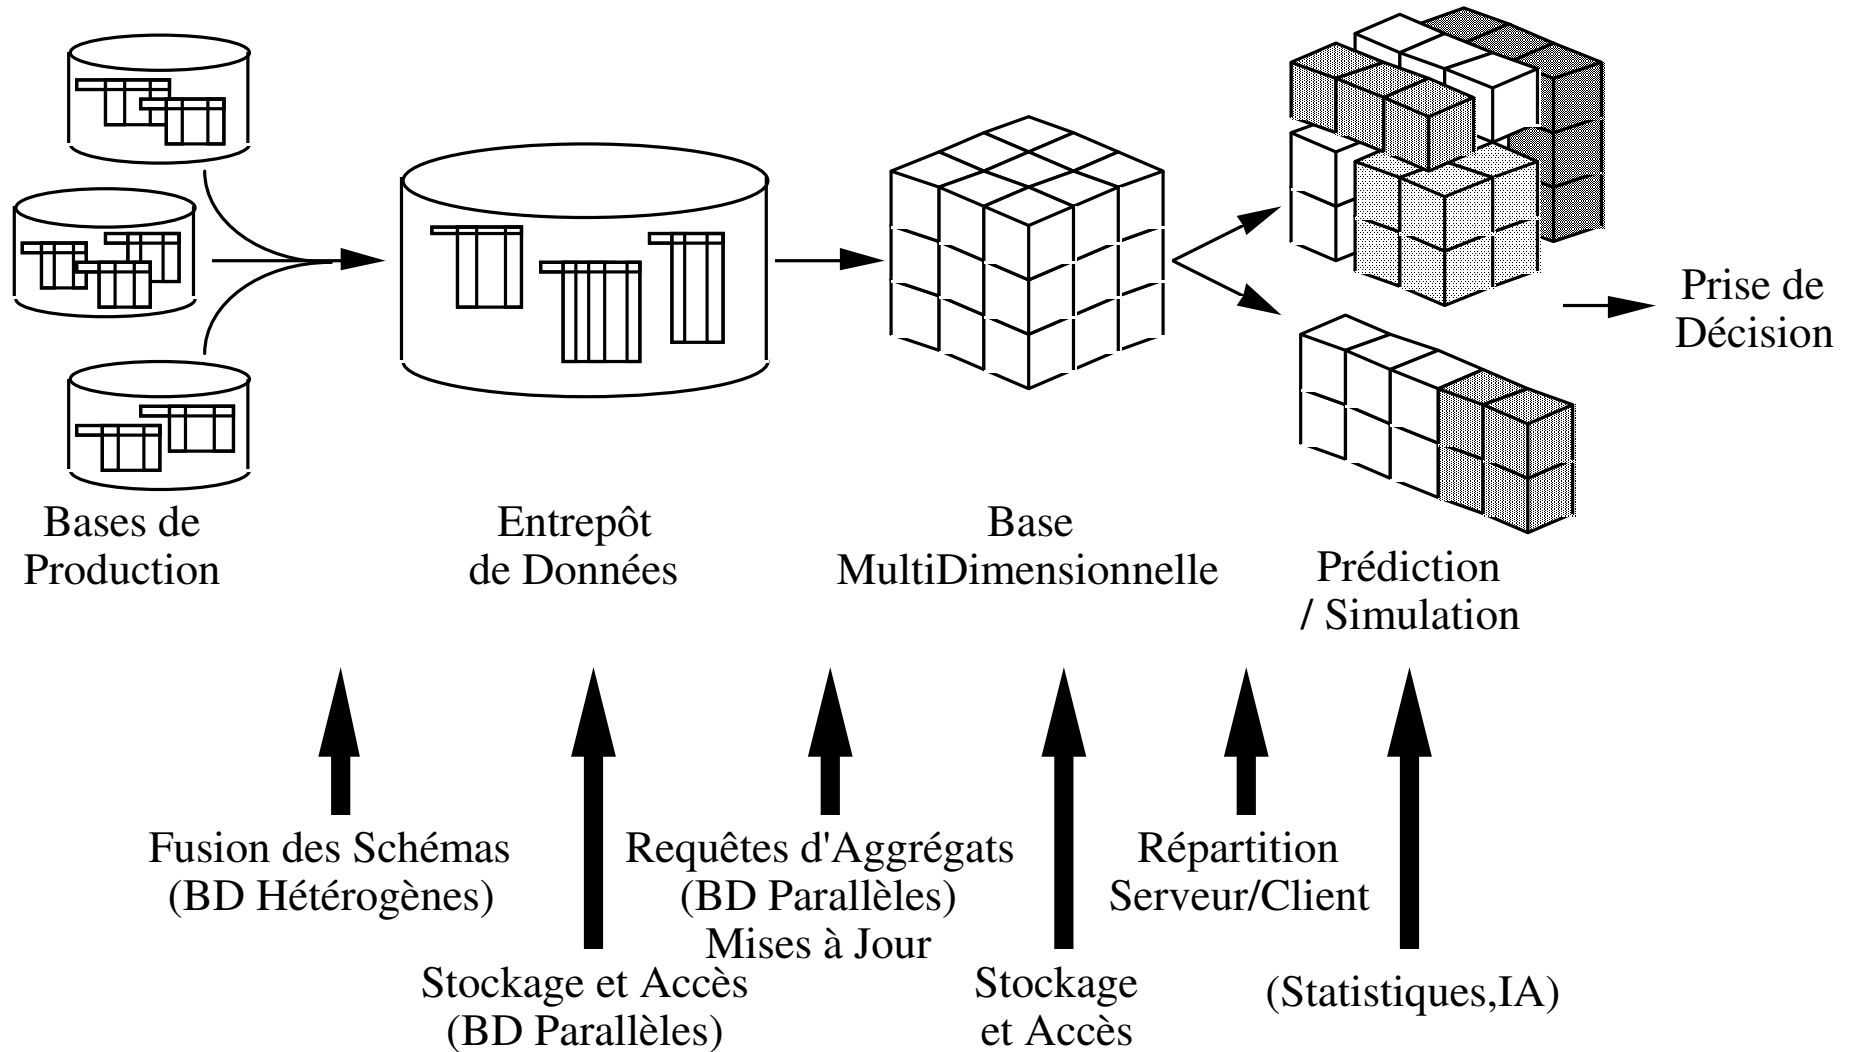 Prise de
Décision
Bases de
Production
Entrepôt
de Données
Base
MultiDimensionnelle
Prédiction
/ Simulation
Fusion des Schémas
(BD Hétérogènes)
Requêtes d'Aggrégats
(BD Parallèles)
Mises à Jour
Répartition
Serveur/Client
Stockage et Accès
(BD Parallèles)
Stockage
et Accès
(Statistiques,IA)